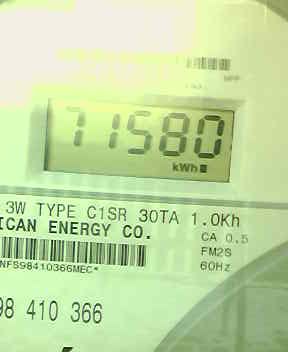 71580
kWh
3W TYPE C1SR 30TA 1.0Kh
ICAN ENERGY CO.
CA 0.5
FM2S
NFS98410366MEC*
60Hz
98 410 366